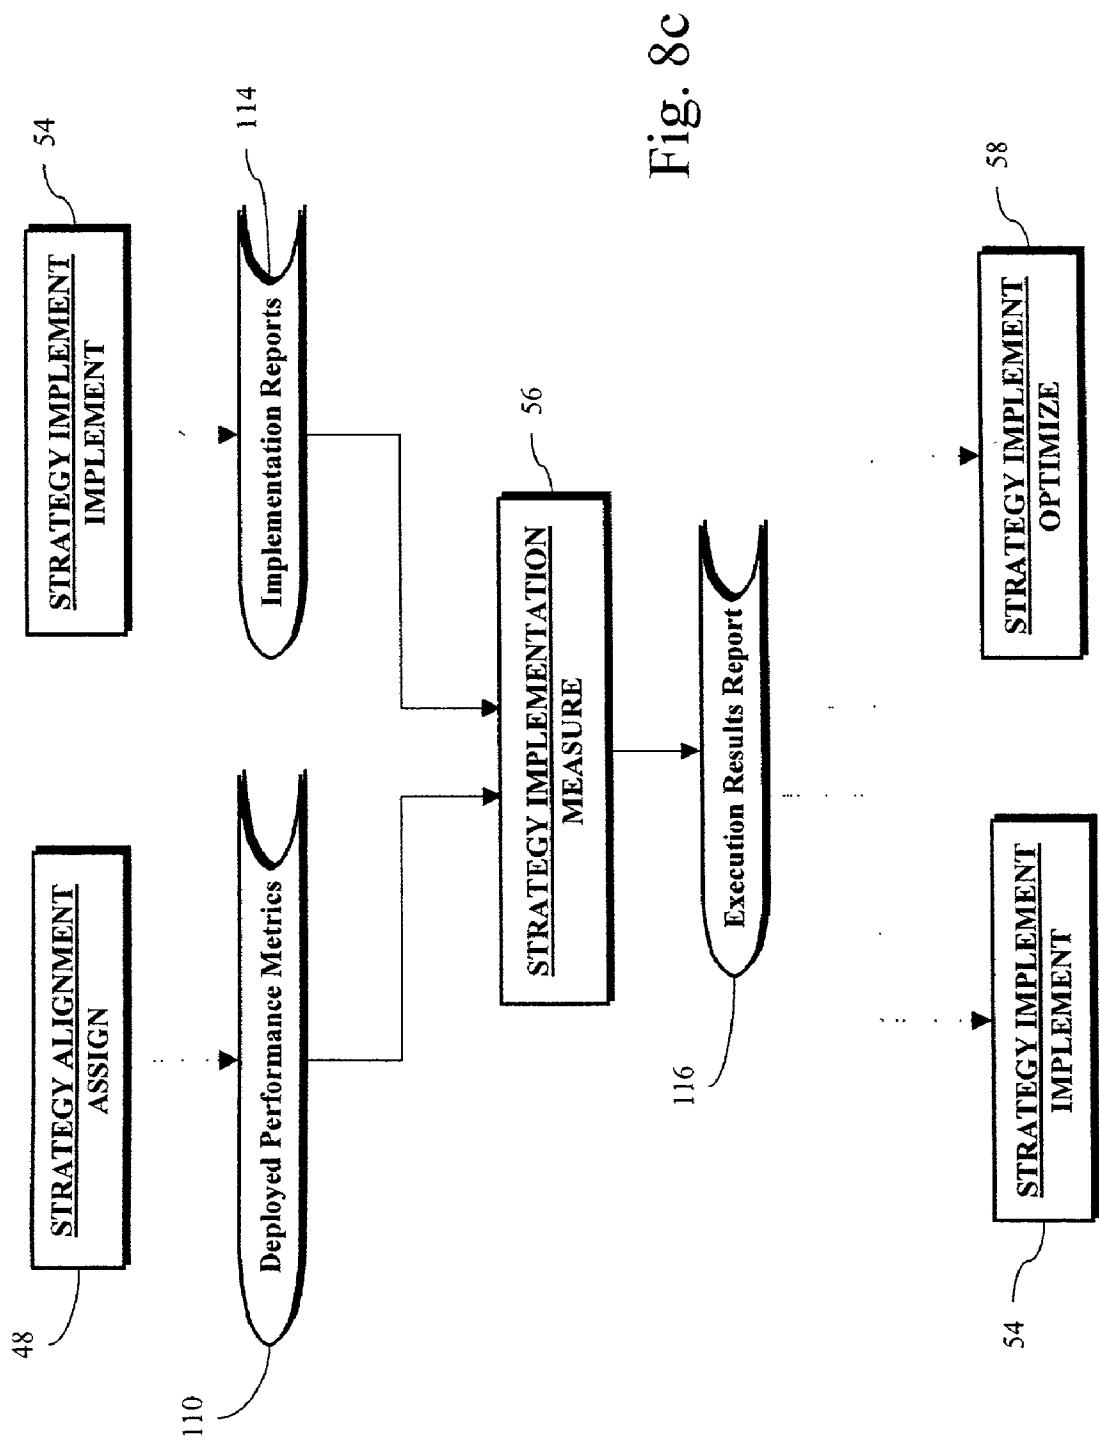 48
STRATEGY ALIGNMENT
ASSIGN
54
STRATEGY IMPLEMENT
IMPLEMENT
110
Deployed Performance Metrics
114
Implementation Reports
56
STRATEGY IMPLEMENTATION
MEASURE
116
Execution Results Report
54
STRATEGY IMPLEMENT
IMPLEMENT
58
STRATEGY IMPLEMENT
OPTIMIZE
Fig. 8c